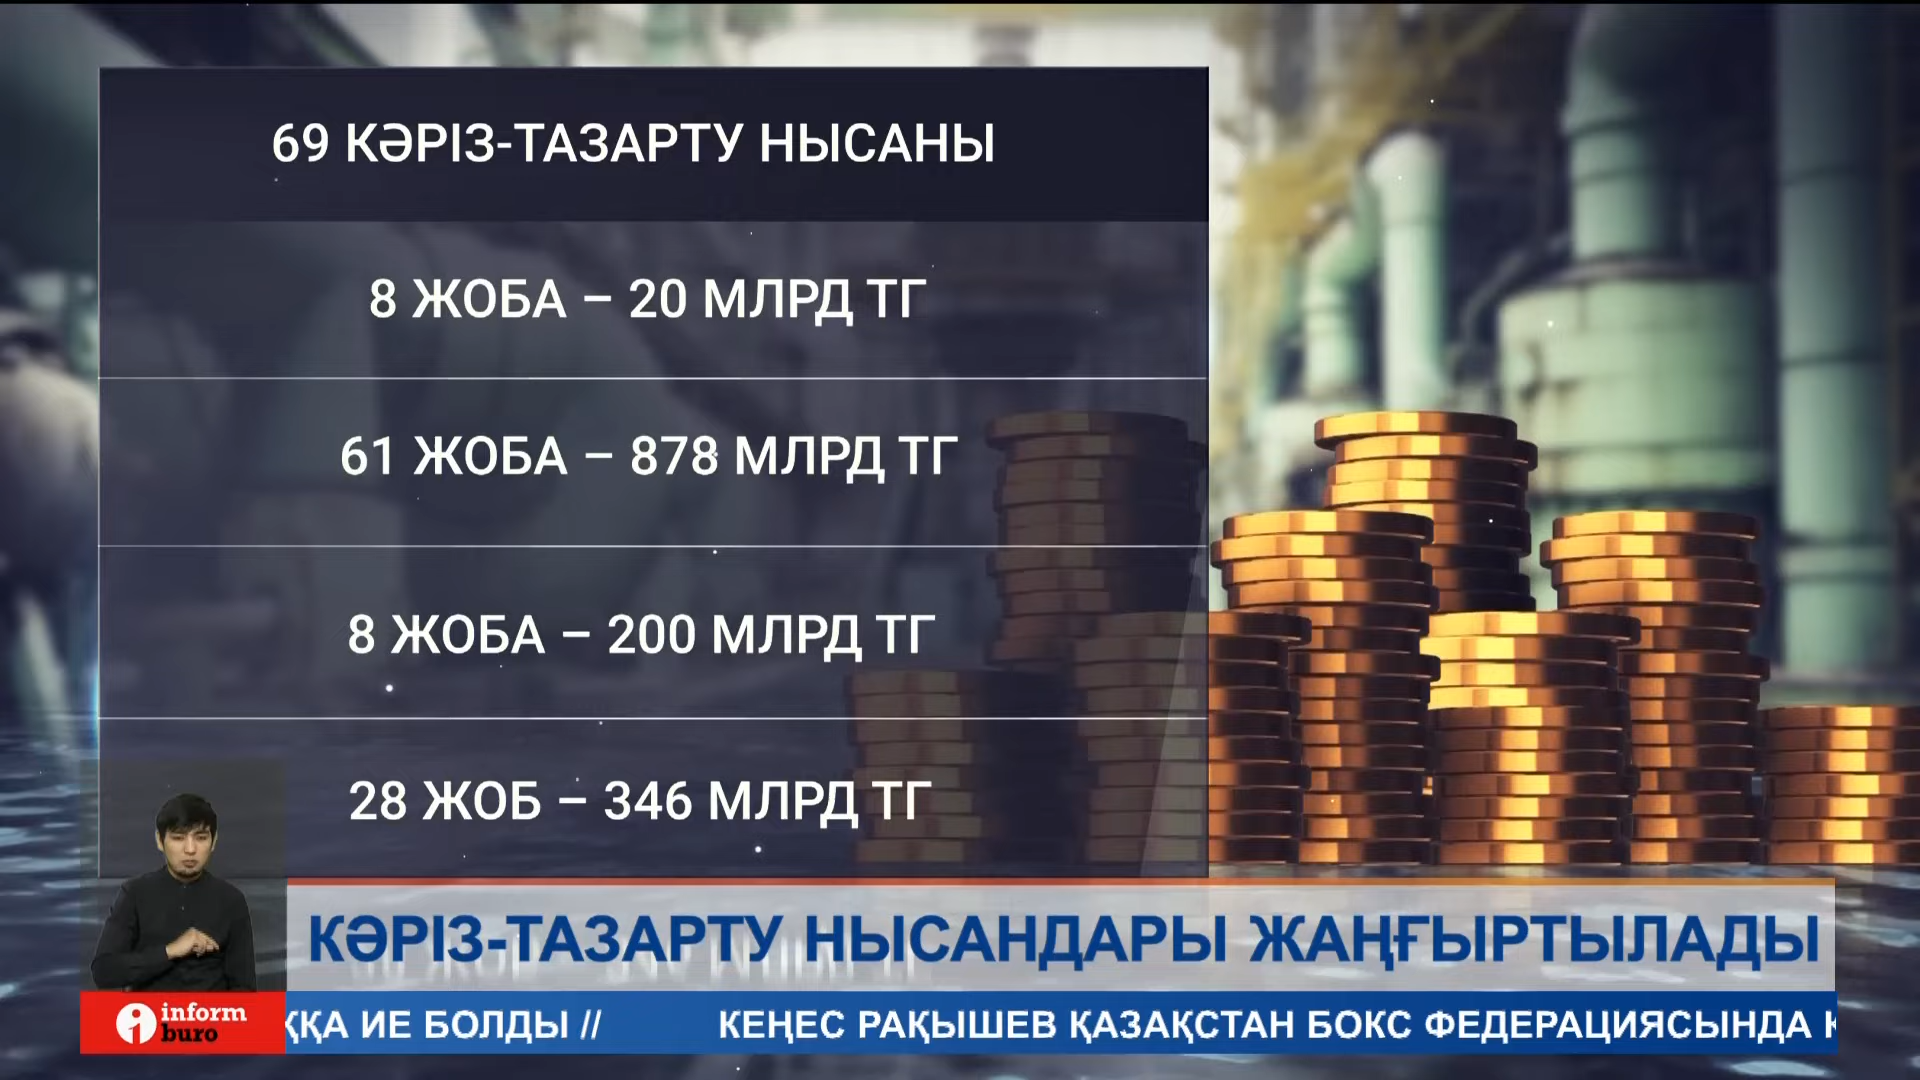 69 КӘРІЗ-ТАЗАРТУ НЫСАНЫ
8 ЖОБА – 20 МЛРД ТГ
61 ЖОБА – 878 МЛРД ТГ
8 ЖОБА – 200 МЛРД ТГ
28 ЖОБ – 346 МЛРД ТГ
КӘРІЗ-ТАЗАРТУ НЫСАНДАРЫ ЖАҢҒЫРТЫЛАДЫ
inform
buro
ҚҚА ИЕ БОЛДЫ // КЕҢЕС РАҚЫШЕВ ҚАЗАҚСТАН БОКС ФЕДЕРАЦИЯСЫНДА